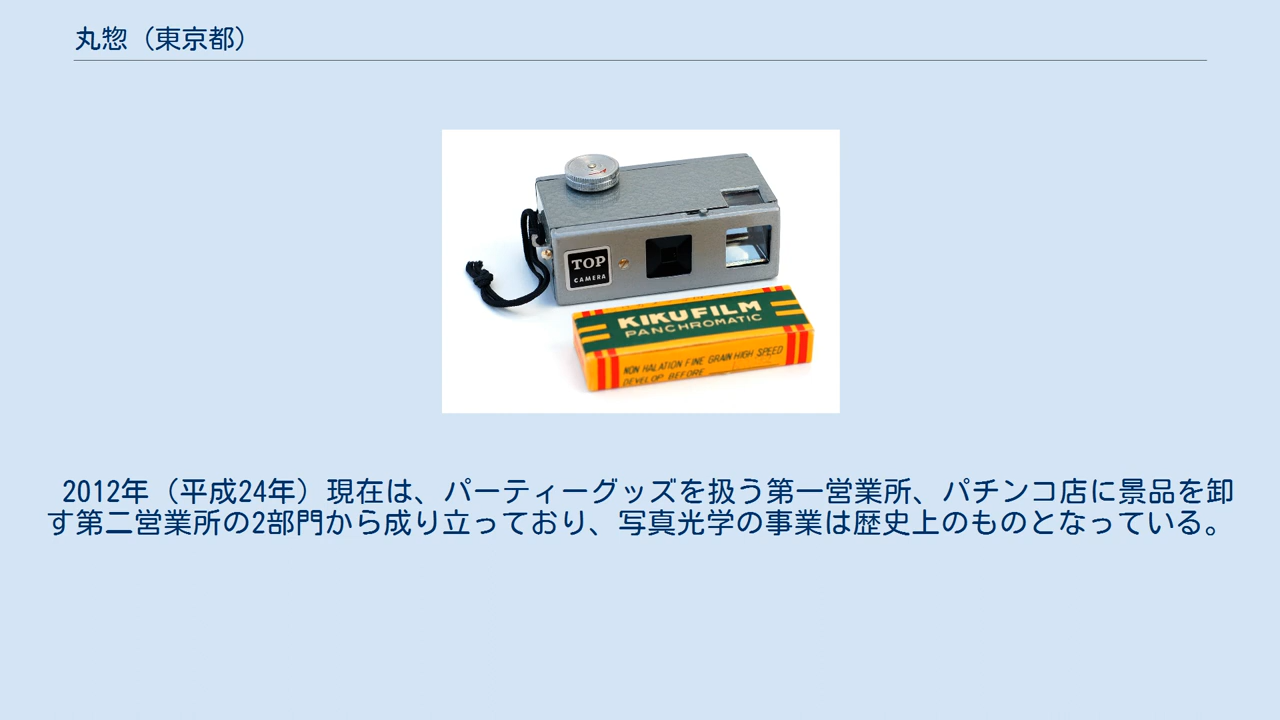 丸惣（東京都）
TOP
CAMERA
KIKUFILM
PANCHROMATIC
NON HALATION FINE GRAIN HIGH SPEED
DEVELOP BEFORE
2012年（平成24年）現在は、パーティーグッズを扱う第一営業所、パチンコ店に景品を卸
す第二営業所の2部門から成り立っており、写真光学の事業は歴史上のものとなっている。